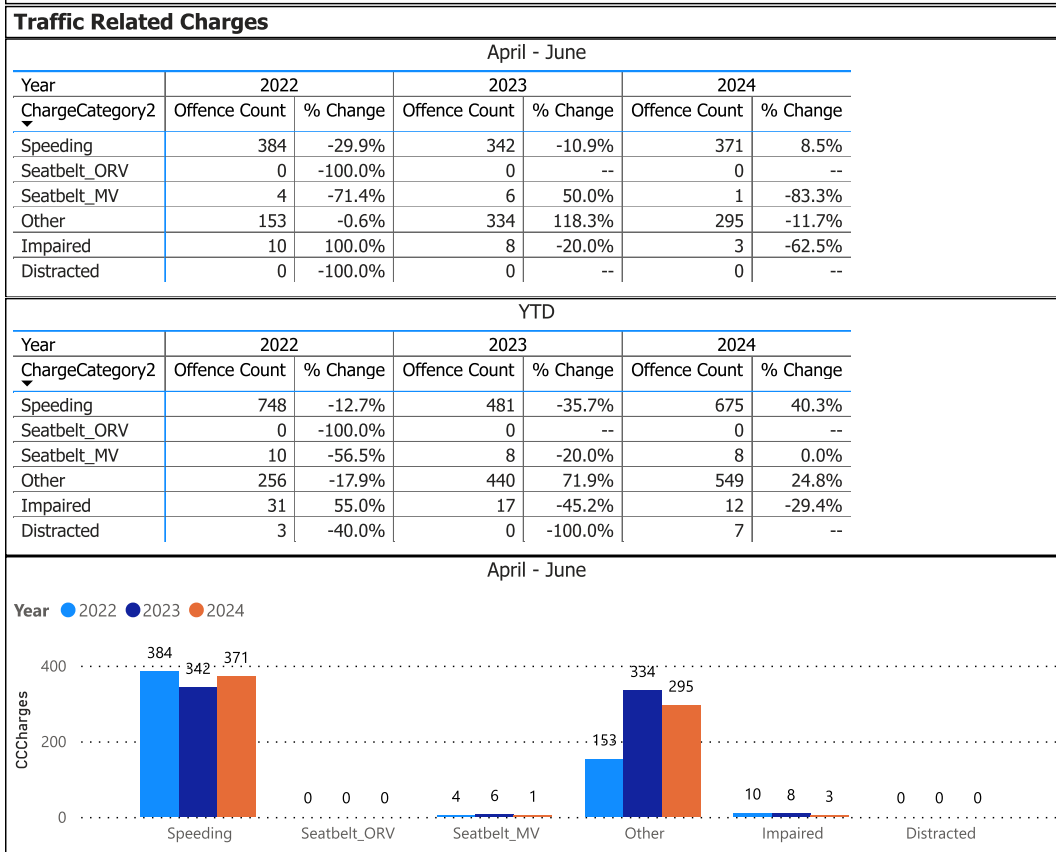 Traffic Related Charges
April - June
Year 2022 2023 2024
ChargeCategory2 Offence Count % Change Offence Count % Change Offence Count % Change
Speeding 384 -29.9% 342 -10.9% 371 8.5%
Seatbelt_ORV 0 -100.0% 0 -- 0 --
Seatbelt_MV 4 -71.4% 6 50.0% 1 -83.3%
Other 153 -0.6% 334 118.3% 295 -11.7%
Impaired 10 100.0% 8 -20.0% 3 -62.5%
Distracted 0 -100.0% 0 -- 0 --
YTD
Year 2022 2023 2024
ChargeCategory2 Offence Count % Change Offence Count % Change Offence Count % Change
Speeding 748 -12.7% 481 -35.7% 675 40.3%
Seatbelt_ORV 0 -100.0% 0 -- 0 --
Seatbelt_MV 10 -56.5% 8 -20.0% 8 0.0%
Other 256 -17.9% 440 71.9% 549 24.8%
Impaired 31 55.0% 17 -45.2% 12 -29.4%
Distracted 3 -40.0% 0 -100.0% 7 --
April - June
Year 2022 2023 2024
CCCharges
400
200
0
384 342 371
0 0 0
4 6 1
153 334 295
10 8 3
0 0 0
Speeding Seatbelt_ORV Seatbelt_MV Other Impaired Distracted